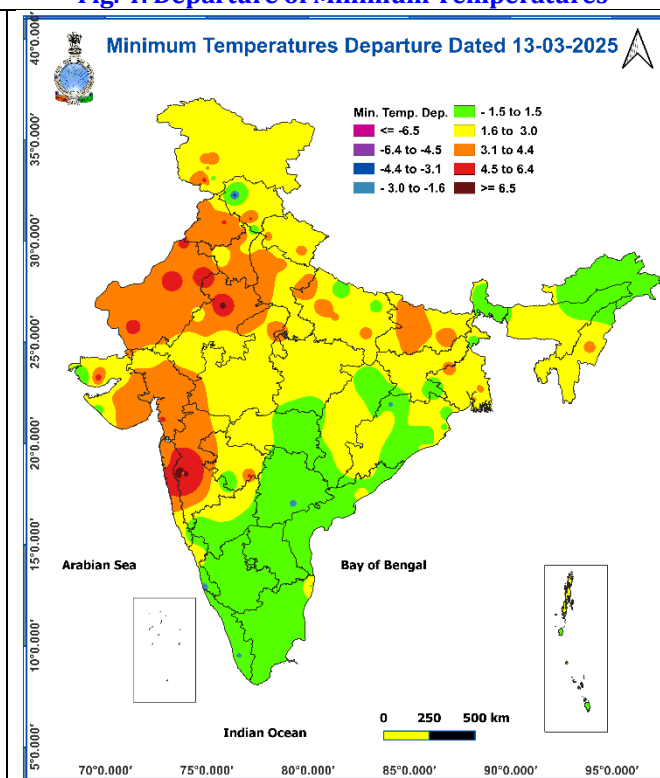 Fig. 4. Departure of Minimum Temperatures
Minimum Temperatures Departure Dated 13-03-2025
Min. Temp. Dep.
<= -6.5
-6.4 to -4.5
-4.4 to -3.1
- 3.0 to -1.6
- 1.5 to 1.5
1.6 to 3.0
3.1 to 4.4
4.5 to 6.4
>= 6.5
40°0.000'
35°0.000'
30°0.000'
25°0.000'
20°0.000'
15°0.000'
10°0.000'
5°0.000'
Arabian Sea
Bay of Bengal
Indian Ocean
0 250 500 km
70°0.000' 75°0.000' 80°0.000' 85°0.000' 90°0.000' 95°0.000'